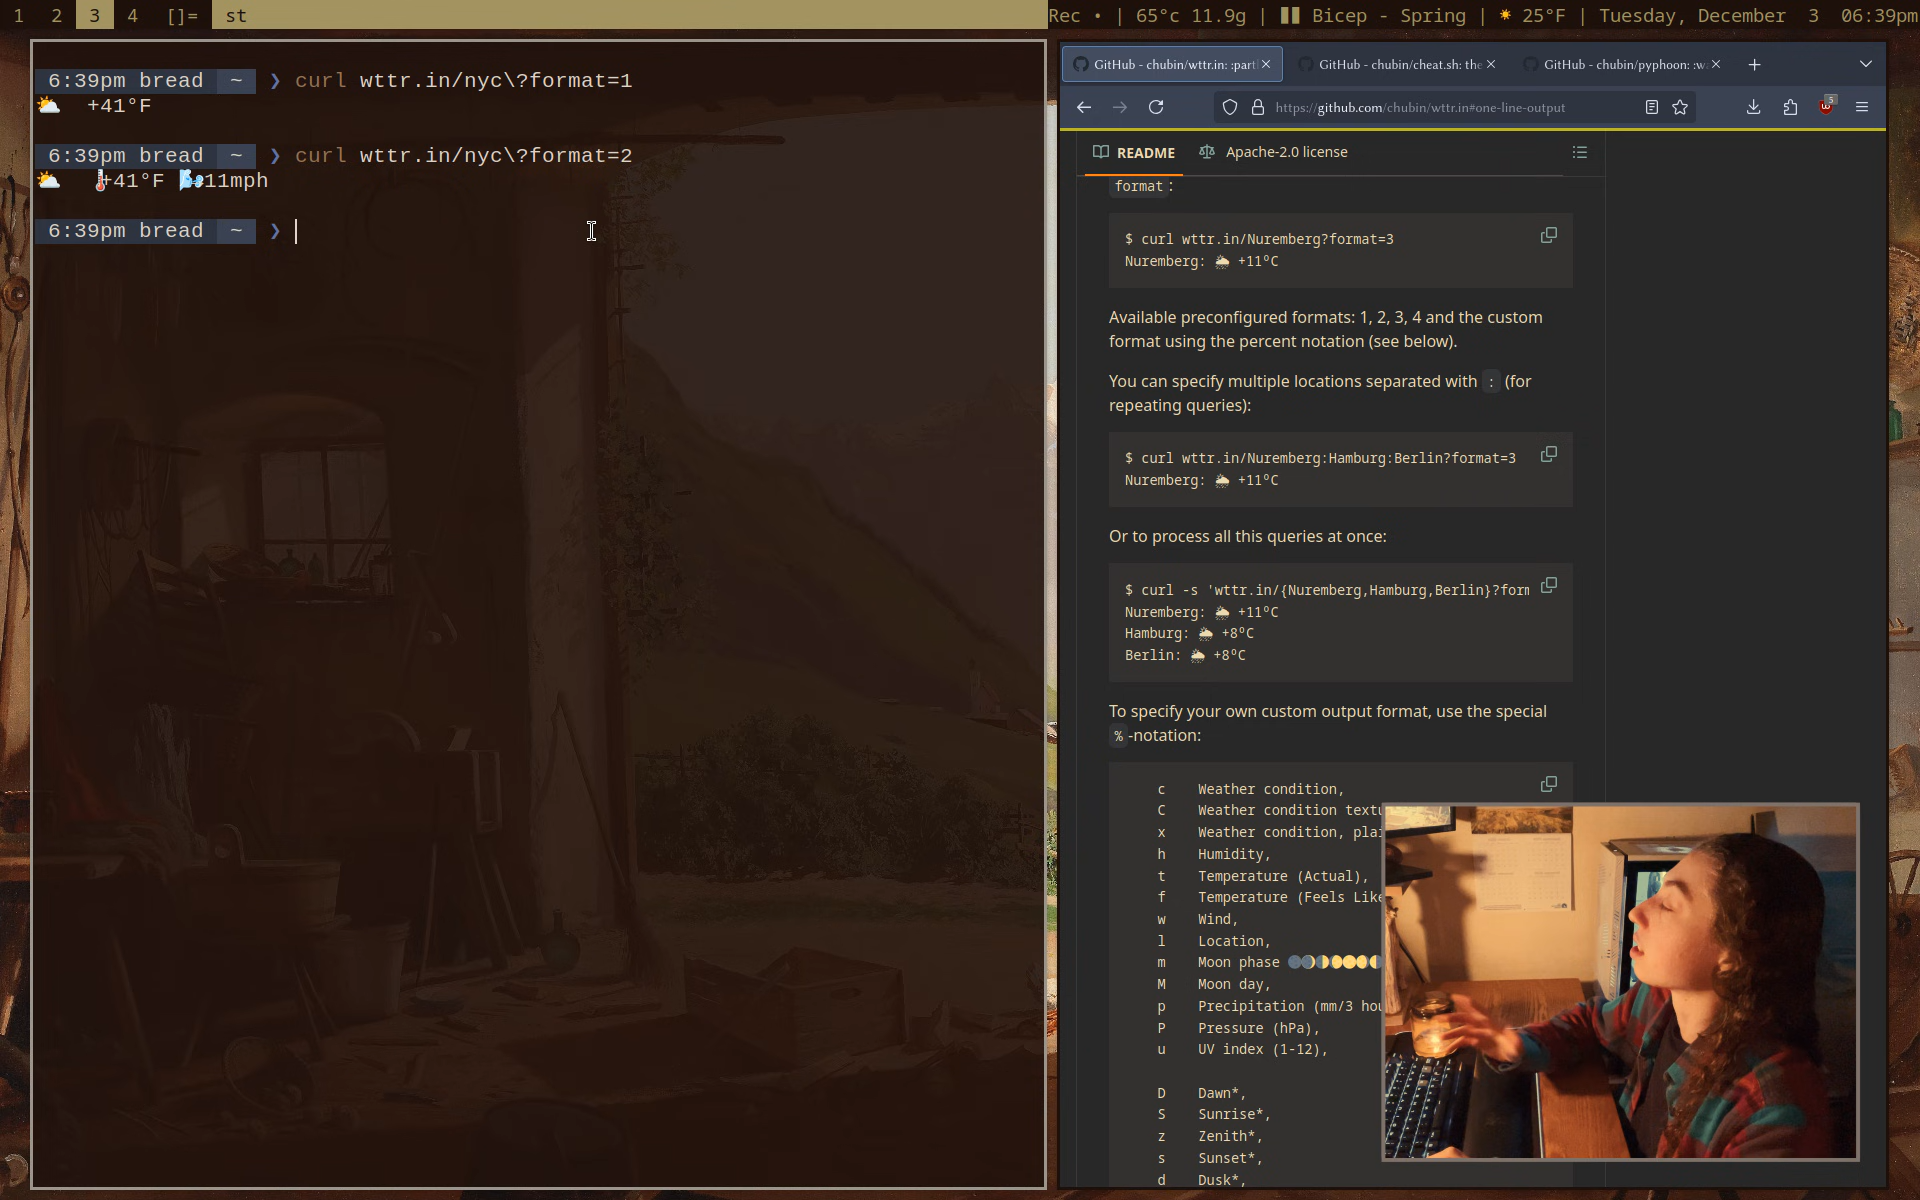 1 2 3 4 []= st
Rec • | 65°c 11.9g | Bicep - Spring | 25°F | Tuesday, December 3 06:39pm
6:39pm bread ~ ❯ curl wttr.in/nyc\?format=1
+41°F
6:39pm bread ~ ❯ curl wttr.in/nyc\?format=2
+41°F 11mph
6:39pm bread ~ ❯
GitHub - chubin/wttr.in: :part
GitHub - chubin/cheat.sh: the
GitHub - chubin/pyphoon: :w
https://github.com/chubin/wttr.in#one-line-output
5
README
Apache-2.0 license
format :
$ curl wttr.in/Nuremberg?format=3
Nuremberg: 🌦 +11⁰C
Available preconfigured formats: 1, 2, 3, 4 and the custom
format using the percent notation (see below).
You can specify multiple locations separated with : (for
repeating queries):
$ curl wttr.in/Nuremberg:Hamburg:Berlin?format=3
Nuremberg: 🌦 +11⁰C
Or to process all this queries at once:
$ curl -s 'wttr.in/{Nuremberg,Hamburg,Berlin}?form
Nuremberg: 🌦 +11⁰C
Hamburg: 🌦 +8⁰C
Berlin: 🌦 +8⁰C
To specify your own custom output format, use the special
% -notation:
c Weather condition,
C Weather condition textu
x Weather condition, plai
h Humidity,
t Temperature (Actual),
f Temperature (Feels Like
w Wind,
l Location,
m Moon phase
M Moon day,
p Precipitation (mm/3 hou
P Pressure (hPa),
u UV index (1-12),
D Dawn*,
S Sunrise*,
z Zenith*,
s Sunset*,
d Dusk*,